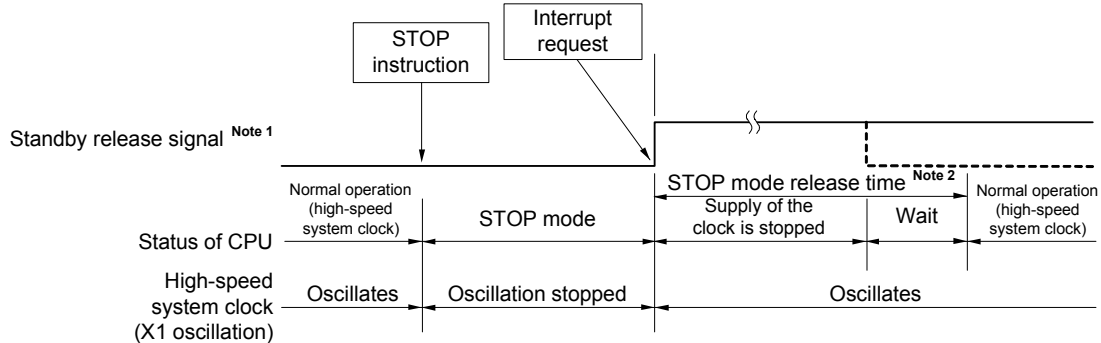 Interrupt
request
STOP
instruction
Standby release signal Note 1
STOP mode release time Note 2
Normal operation
(high-speed
system clock)
STOP mode
Supply of the
clock is stopped
Wait
Normal operation
(high-speed
system clock)
Status of CPU
High-speed
system clock
(X1 oscillation)
Oscillates
Oscillation stopped
Oscillates